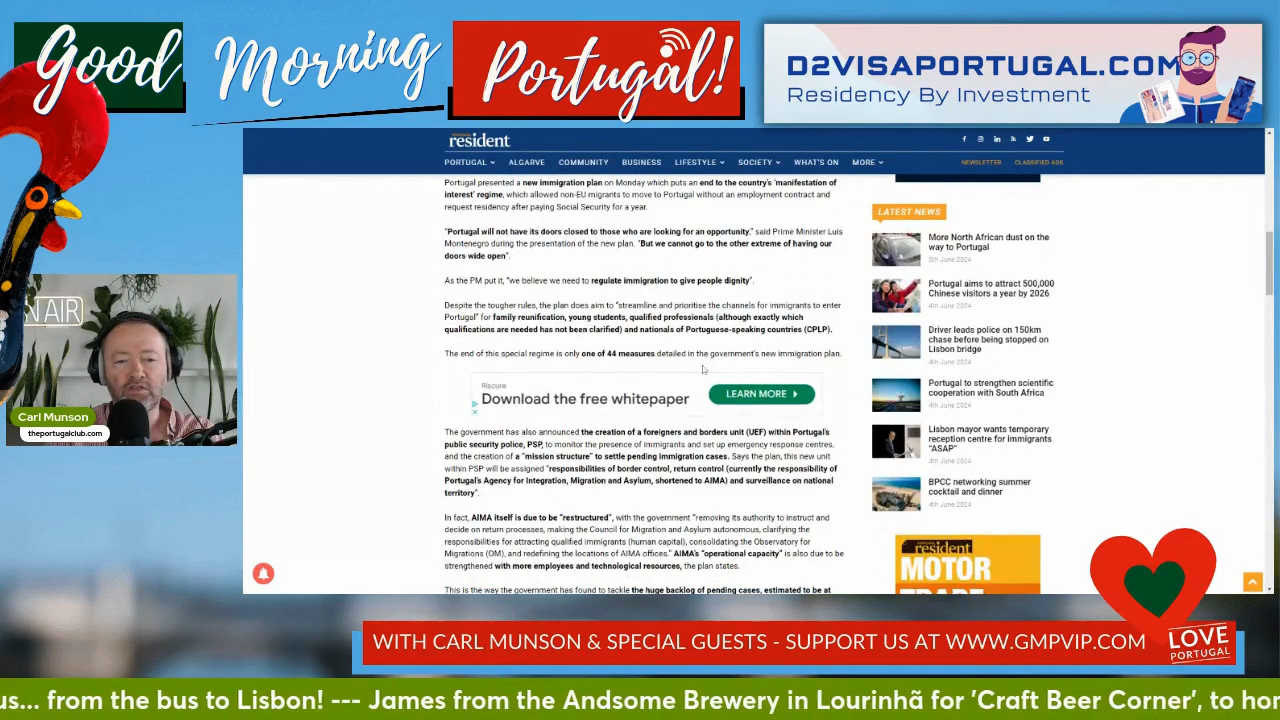 Good Morning Portugal!
D2VISAPORTUGAL.COM
Residency By Investment
resident
PORTUGAL ALGARVE COMMUNITY BUSINESS LIFESTYLE SOCIETY WHAT'S ON MORE NEWSLETTER CLASSIFIED ADS
Portugal presented a new immigration plan on Monday which puts an end to the country's 'manifestation of
interest' regime, which allowed non-EU migrants to move to Portugal without an employment contract and
request residency after paying Social Security for a year.
"Portugal will not have its doors closed to those who are looking for an opportunity," said Prime Minister Luís
Montenegro during the presentation of the new plan. "But we cannot go to the other extreme of having our
doors wide open".
As the PM put it, "we believe we need to regulate immigration to give people dignity".
Despite the tougher rules, the plan does aim to "streamline and prioritise the channels for immigrants to enter
Portugal" for family reunification, young students, qualified professionals (although exactly which
qualifications are needed has not been clarified) and nationals of Portuguese-speaking countries (CPLP).
The end of this special regime is only one of 44 measures detailed in the government's new immigration plan.
Riscure
Download the free whitepaper
LEARN MORE
The government has also announced the creation of a foreigners and borders unit (UEF) within Portugal's
public security police, PSP, to monitor the presence of immigrants and set up emergency response centres,
and the creation of a "mission structure" to settle pending immigration cases. Says the plan, this new unit
within PSP will be assigned "responsibilities of border control, return control (currently the responsibility of
Portugal's Agency for Integration, Migration and Asylum, shortened to AIMA) and surveillance on national
territory".
In fact, AIMA itself is due to be "restructured", with the government "removing its authority to instruct and
decide on return processes, making the Council for Migration and Asylum autonomous, clarifying the
responsibilities for attracting qualified immigrants (human capital), consolidating the Observatory for
Migrations (OM), and redefining the locations of AIMA offices." AIMA's "operational capacity" is also due to be
strengthened with more employees and technological resources, the plan states.
This is the way the government has found to tackle the huge backlog of pending cases, estimated to be at
LATEST NEWS
More North African dust on the
way to Portugal
5th June 2024
Portugal aims to attract 500,000
Chinese visitors a year by 2026
4th June 2024
Driver leads police on 150km
chase before being stopped on
Lisbon bridge
4th June 2024
Portugal to strengthen scientific
cooperation with South Africa
4th June 2024
Lisbon mayor wants temporary
reception centre for immigrants
"ASAP"
4th June 2024
BPCC networking summer
cocktail and dinner
4th June 2024
resident
MOTOR
N AIR
Carl Munson
theportugalclub.com
WITH CARL MUNSON & SPECIAL GUESTS - SUPPORT US AT WWW.GMPVIP.COM
LOVE
PORTUGAL
us... from the bus to Lisbon! --- James from the Andsome Brewery in Lourinhã for 'Craft Beer Corner', to hor